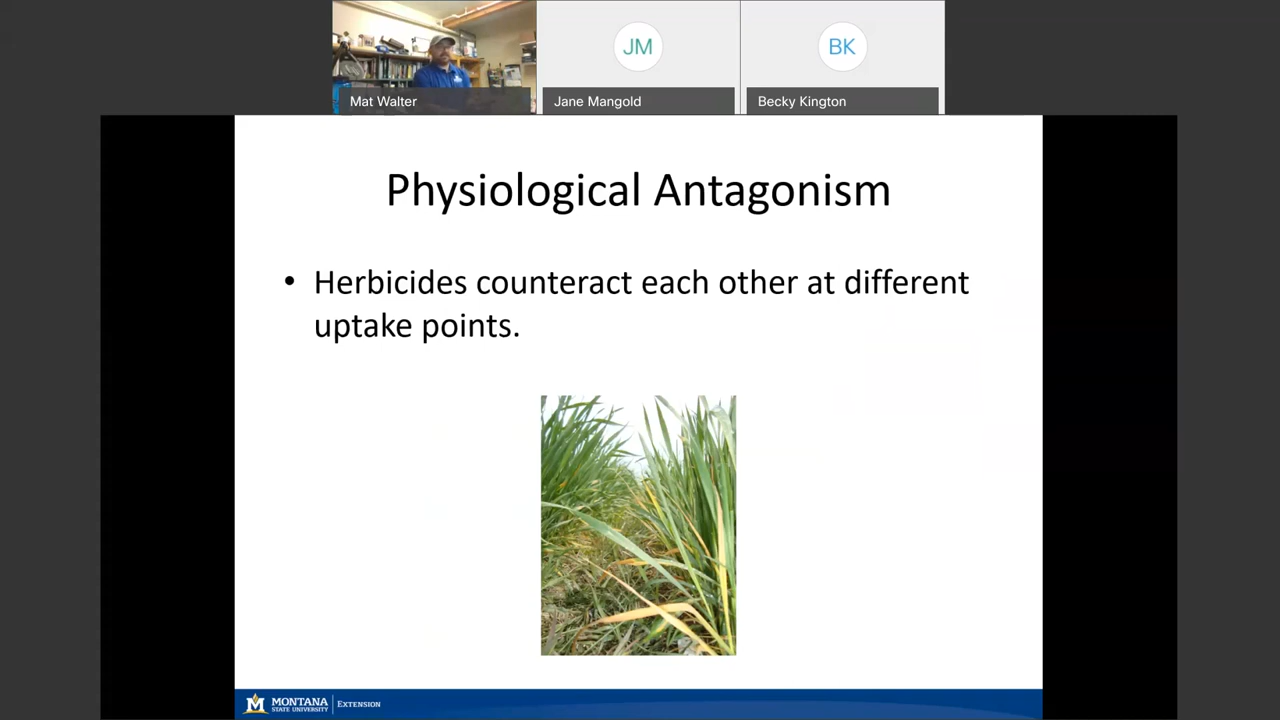 JM
BK
Mat Walter
Jane Mangold
Becky Kington
Physiological Antagonism
• Herbicides counteract each other at different
uptake points.
M MONTANA
STATE UNIVERSITY
EXTENSION